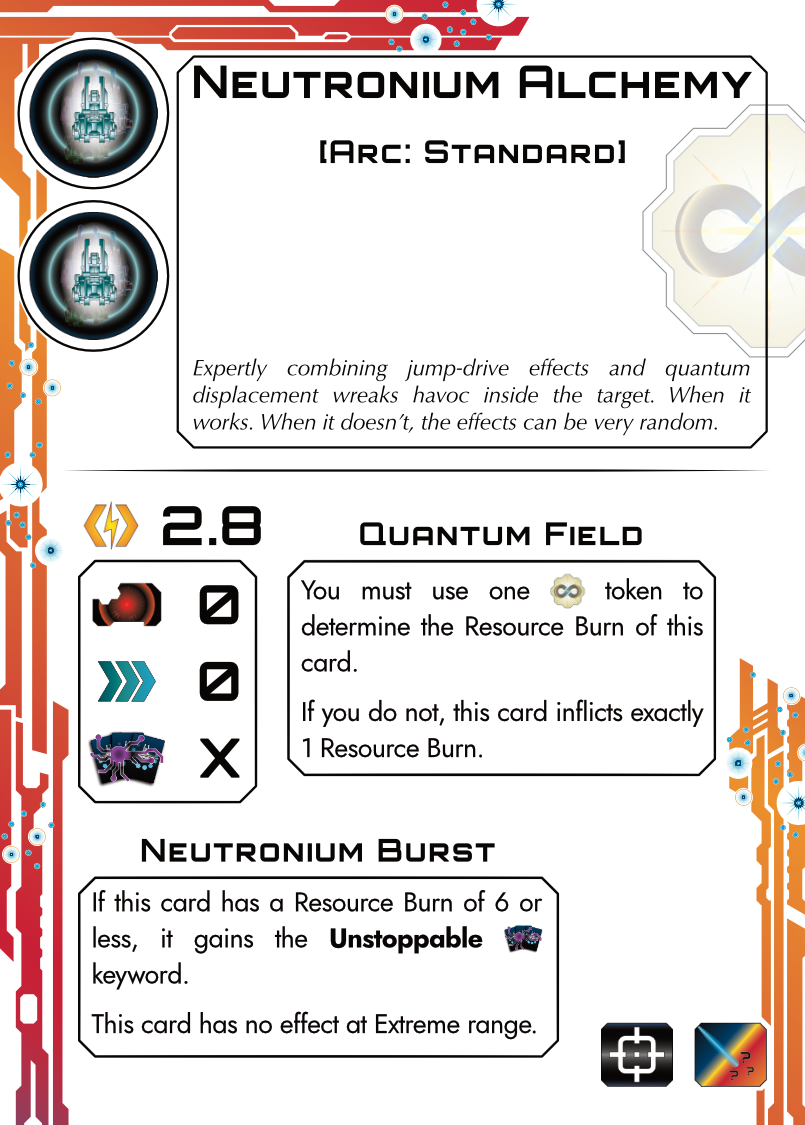 Neutronium Alchemy
[Arc: Standard]
Expertly combining jump-drive effects and quantum
displacement wreaks havoc inside the target. When it
works. When it doesn't, the effects can be very random.
2.8
Quantum Field
0
0
X
You must use one token to
determine the Resource Burn of this
card.
If you do not, this card inflicts exactly
1 Resource Burn.
Neutronium Burst
If this card has a Resource Burn of 6 or
less, it gains the Unstoppable
keyword.
This card has no effect at Extreme range.
? ? ?